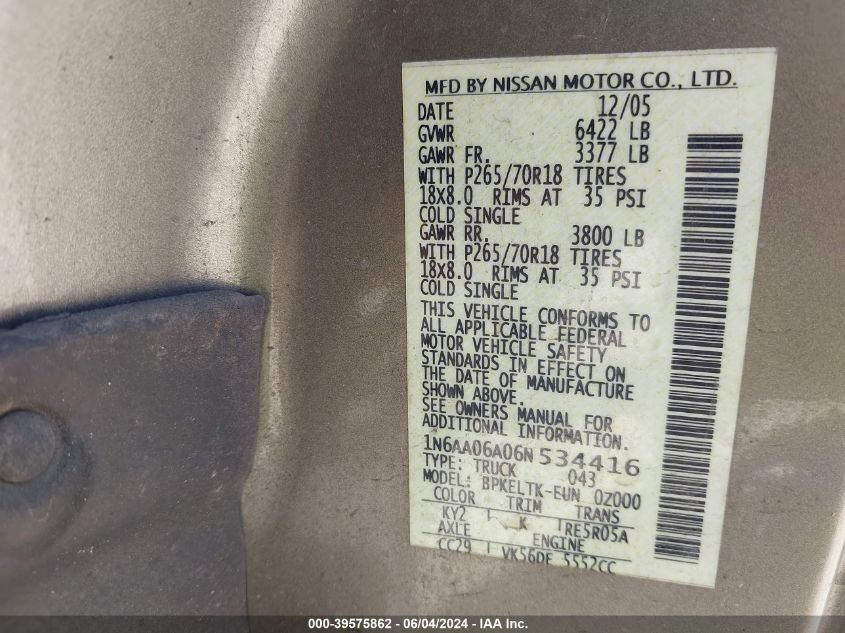 MFD BY NISSAN MOTOR CO., LTD.
DATE 12/05
GVWR 6422 LB
GAWR FR. 3377 LB
WITH P265/70R18 TIRES
18X8.0 RIMS AT 35 PSI
COLD SINGLE
GAWR RR. 3800 LB
WITH P265/70R18 TIRES
18X8.0 RIMS AT 35 PSI
COLD SINGLE
THIS VEHICLE CONFORMS TO
ALL APPLICABLE FEDERAL
MOTOR VEHICLE SAFETY
STANDARDS IN EFFECT ON
THE DATE OF MANUFACTURE
SHOWN ABOVE.
SEE OWNERS MANUAL FOR
ADDITIONAL INFORMATION.
1N6AA06A06N534416
TYPE: TRUCK 043
MODEL: BPKELTK-EUN 0Z000
COLOR TRIM TRANS
KY2 K RE5R05A
AXLE ENGINE
CC29 VK56DE 5552CC
000-39575862 - 06/04/2024 - IAA Inc.